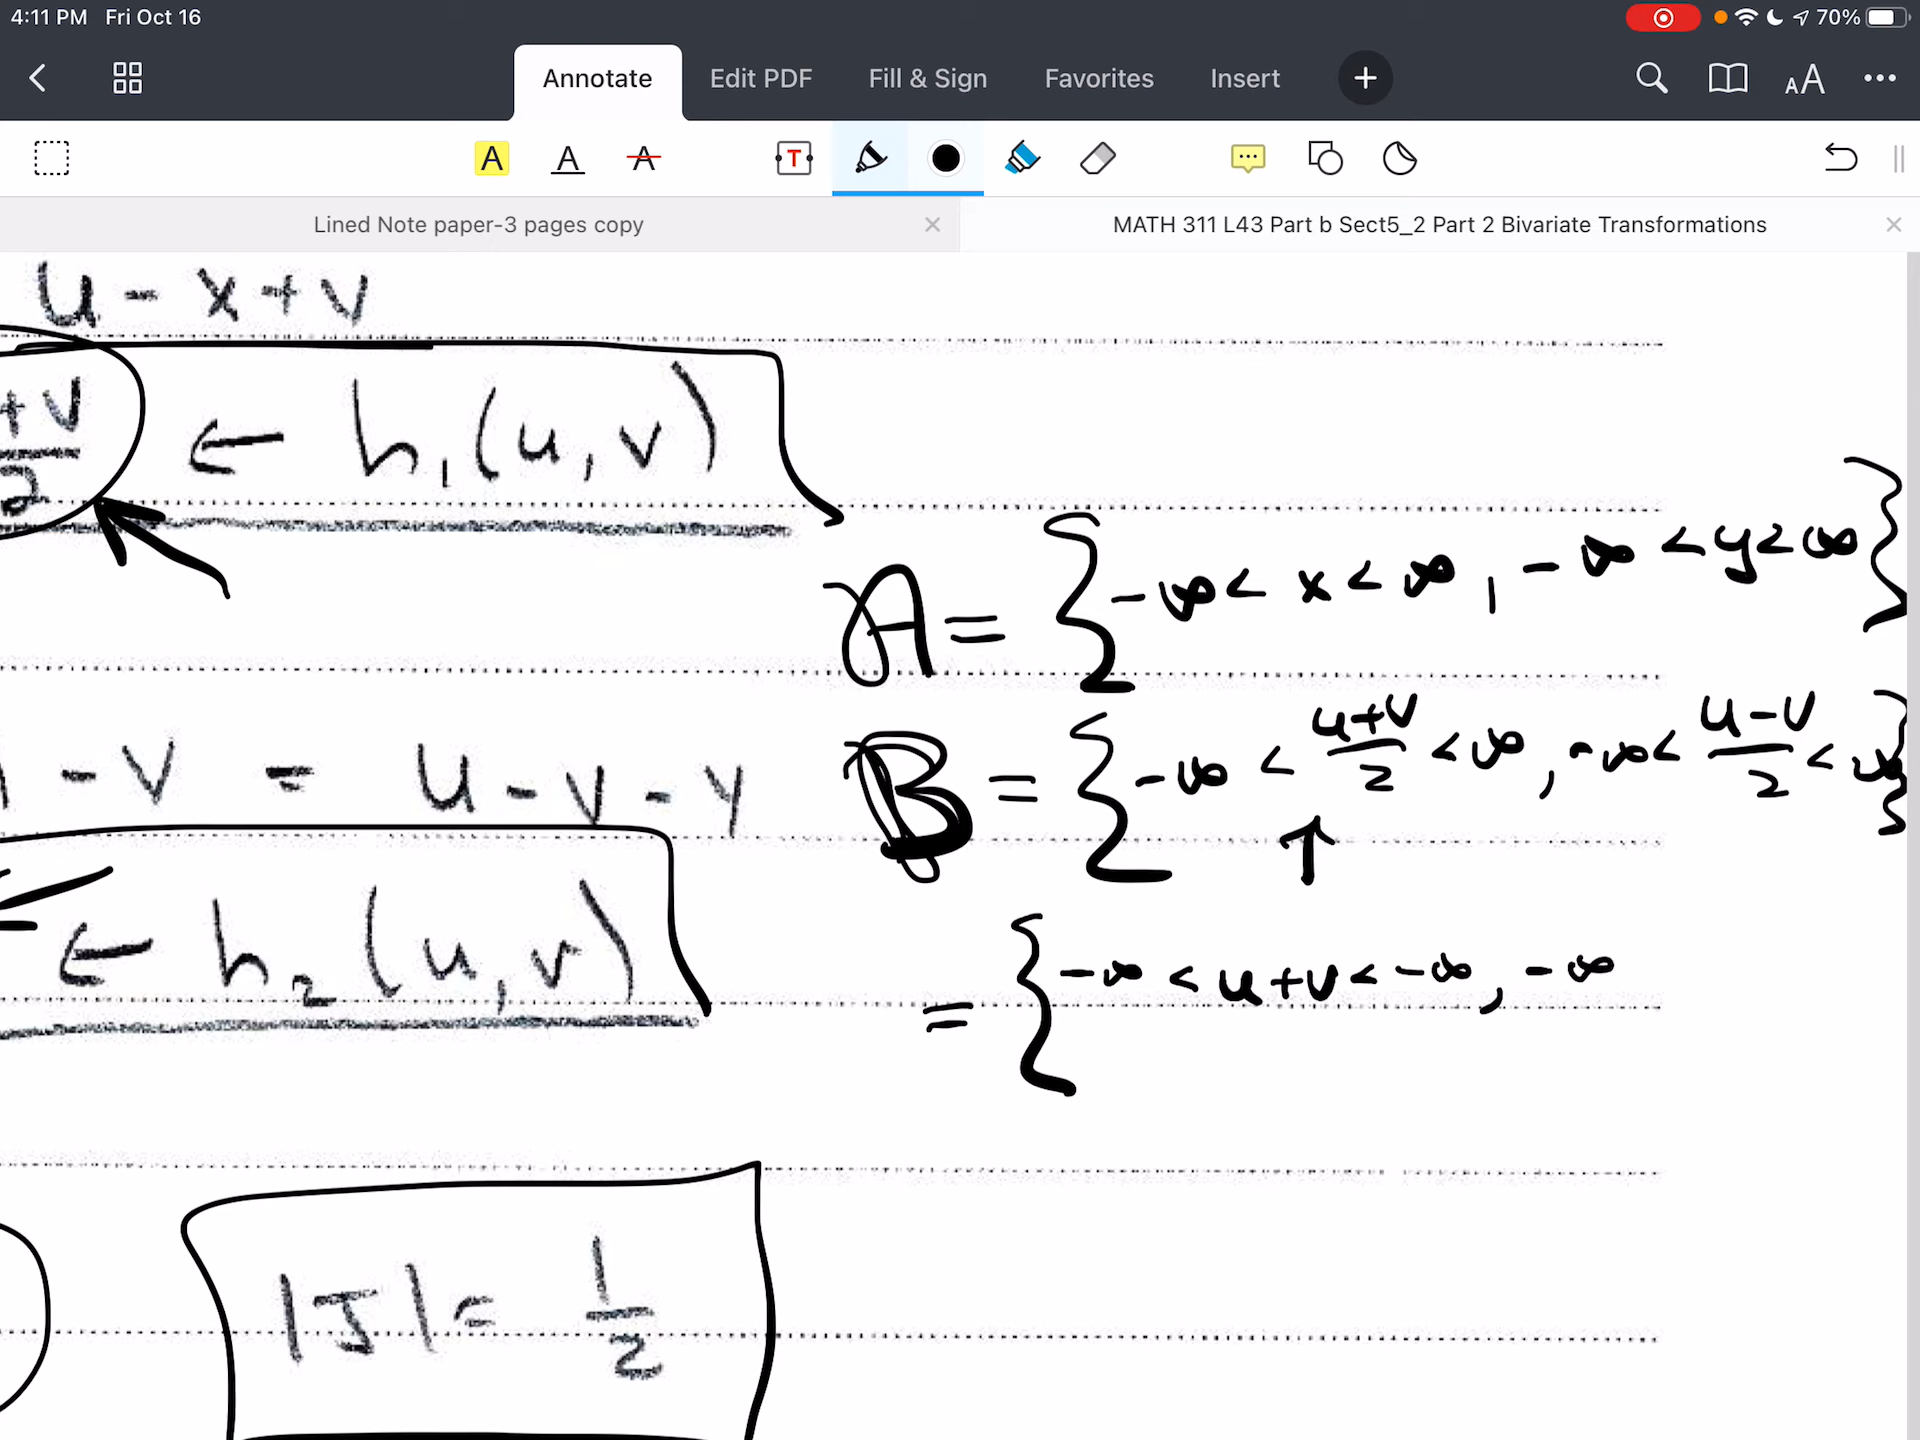 4:11 PM Fri Oct 16 70%
Annotate Edit PDF Fill & Sign Favorites Insert
Lined Note paper-3 pages copy
MATH 311 L43 Part b Sect5_2 Part 2 Bivariate Transformations
u - x + v
+ v / 2 ← h₁(u, v)
A = { -∞ < x < ∞, -∞ < y < ∞ }
- v = u - v - y
B = { -∞ < (u+v)/2 < ∞, -∞ < (u-v)/2 < ∞ }
↑
← h₂(u, v)
= { -∞ < u+v < -∞, -∞
|J| = 1/2